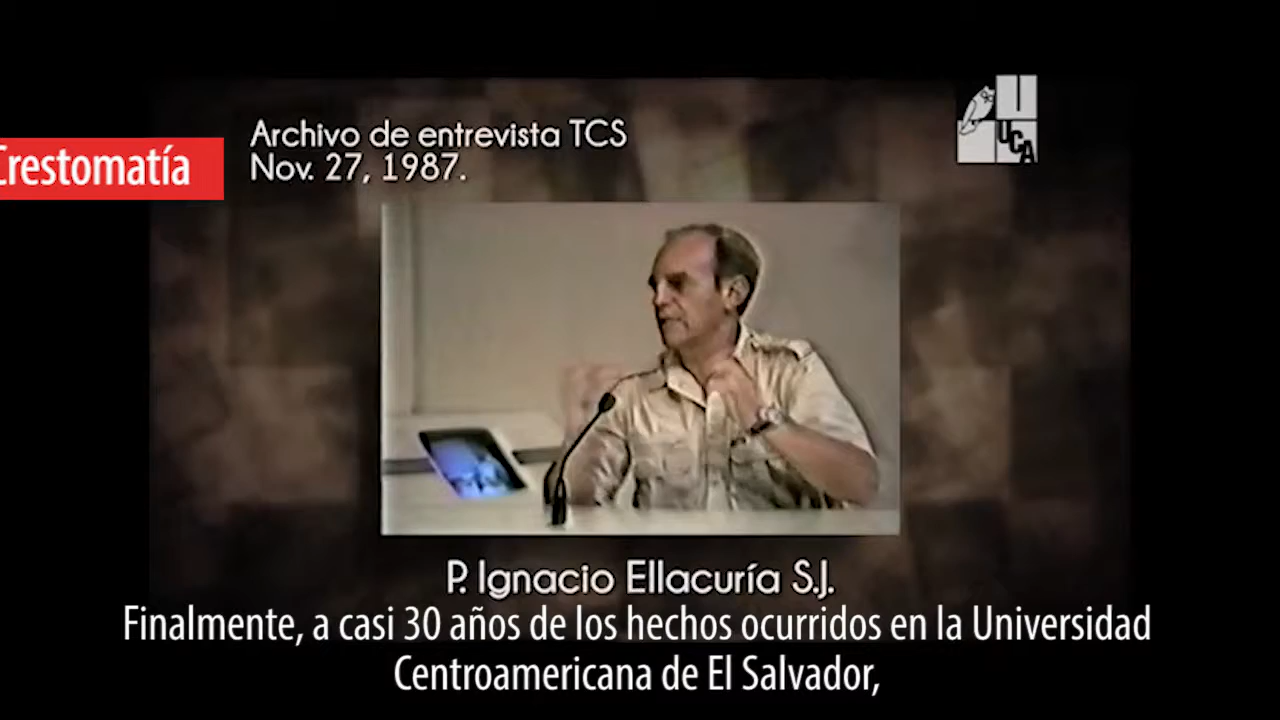 Archivo de entrevista TCS
Nov. 27, 1987.
Crestomatía
U
UCA
P. Ignacio Ellacuría S.J.
Finalmente, a casi 30 años de los hechos ocurridos en la Universidad
Centroamericana de El Salvador,